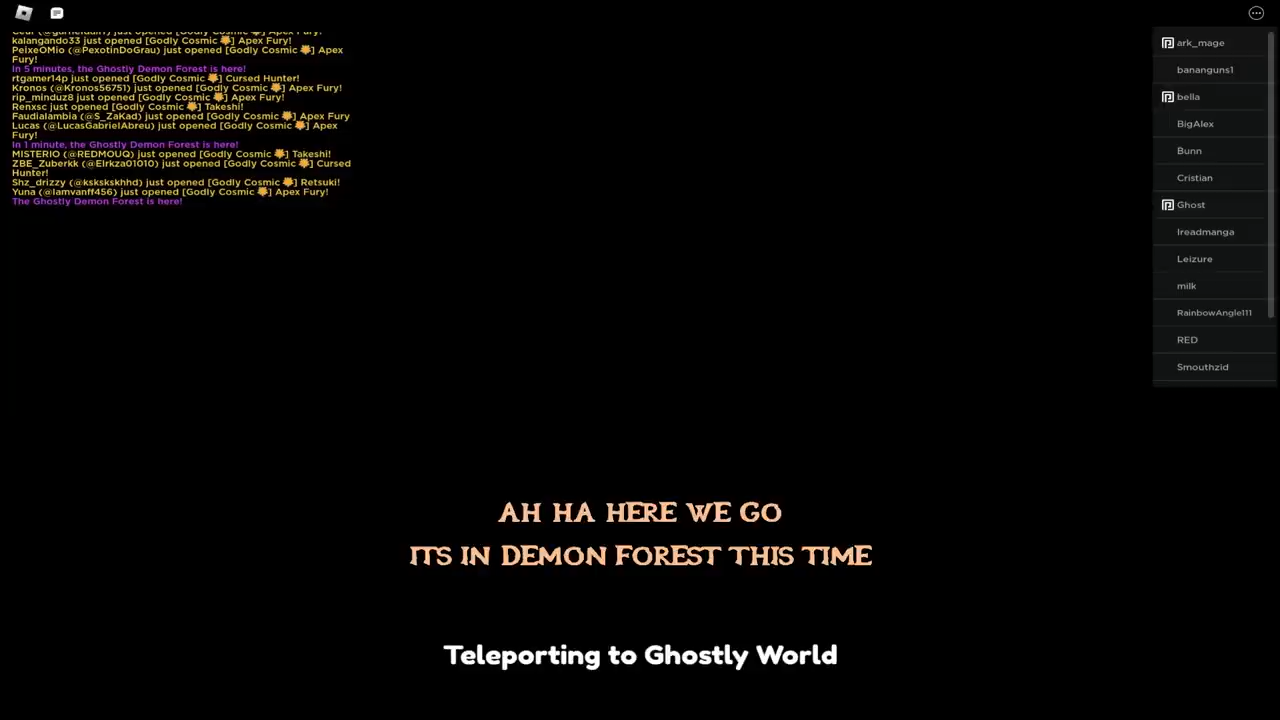 kalangando33 just opened [Godly Cosmic] Apex Fury!
PeixeOMio (@PexotinDoGrau) just opened [Godly Cosmic] Apex
Fury!
In 5 minutes, the Ghostly Demon Forest is here!
rtgamer14p just opened [Godly Cosmic] Cursed Hunter!
Kronos (@Kronos56751) just opened [Godly Cosmic] Apex Fury!
rip_minduz8 just opened [Godly Cosmic] Apex Fury!
Renxsc just opened [Godly Cosmic] Takeshi!
Faudialambia (@S_ZaKad) just opened [Godly Cosmic] Apex Fury
Lucas (@LucasGabrielAbreu) just opened [Godly Cosmic] Apex
Fury!
In 1 minute, the Ghostly Demon Forest is here!
MISTERIO (@REDMOUQ) just opened [Godly Cosmic] Takeshi!
ZBE_Zuberkk (@Elrkza01010) just opened [Godly Cosmic] Cursed
Hunter!
Shz_drizzy (@kskskskhhd) just opened [Godly Cosmic] Retsuki!
Yuna (@Iamvanff456) just opened [Godly Cosmic] Apex Fury!
The Ghostly Demon Forest is here!
ark_mage
bananguns1
bella
BigAlex
Bunn
Cristian
Ghost
Ireadmanga
Leizure
milk
RainbowAngle111
RED
Smouthzid
AH HA HERE WE GO
ITS IN DEMON FOREST THIS TIME
Teleporting to Ghostly World